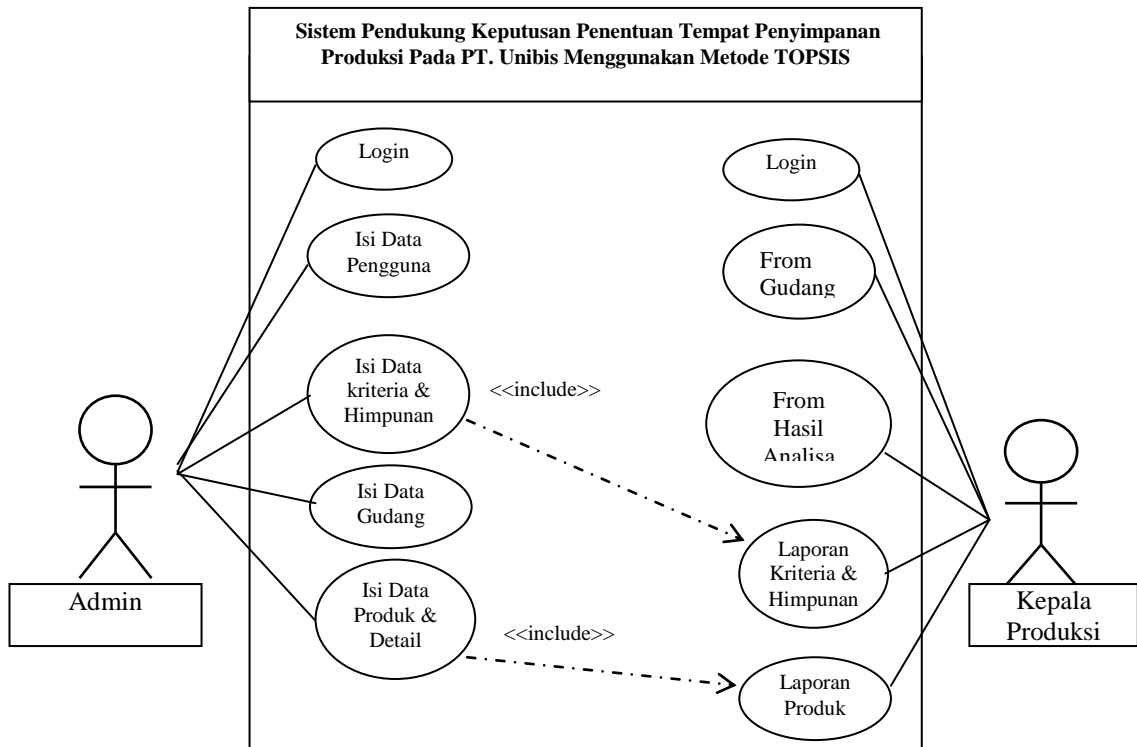 Sistem Pendukung Keputusan Penentuan Tempat Penyimpanan
Produksi Pada PT. Unibis Menggunakan Metode TOPSIS
Login
Isi Data
Pengguna
Isi Data
kriteria &
Himpunan
<<include>>
Isi Data
Gudang
Isi Data
Produk &
Detail
<<include>>
Login
From
Gudang
From
Hasil
Analisa
Laporan
Kriteria &
Himpunan
Laporan
Produk
Admin
Kepala
Produksi